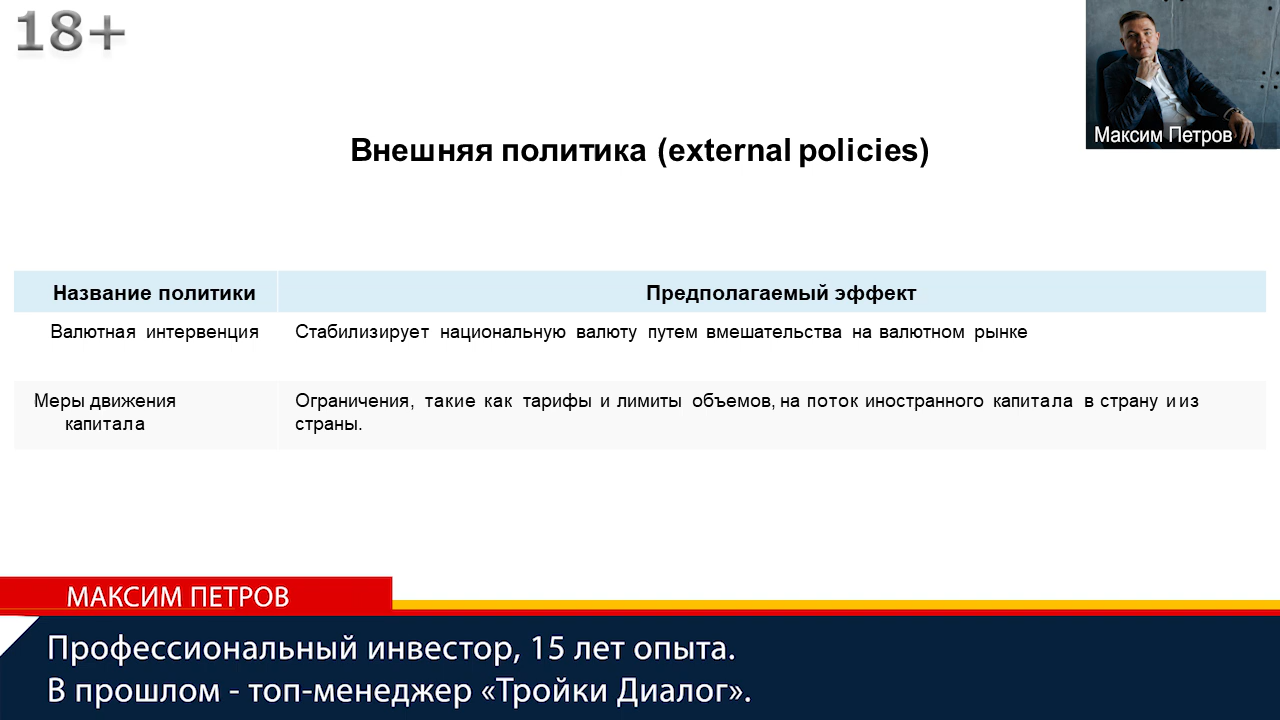 18+
Максим Петров
Внешняя политика (external policies)
Название политики Предполагаемый эффект
Валютная интервенция Стабилизирует национальную валюту путем вмешательства на валютном рынке
Меры движения капитала
Ограничения, такие как тарифы и лимиты объемов, на поток иностранного капитала в страну и из
страны.
МАКСИМ ПЕТРОВ
Профессиональный инвестор, 15 лет опыта.
В прошлом - топ-менеджер «Тройки Диалог».